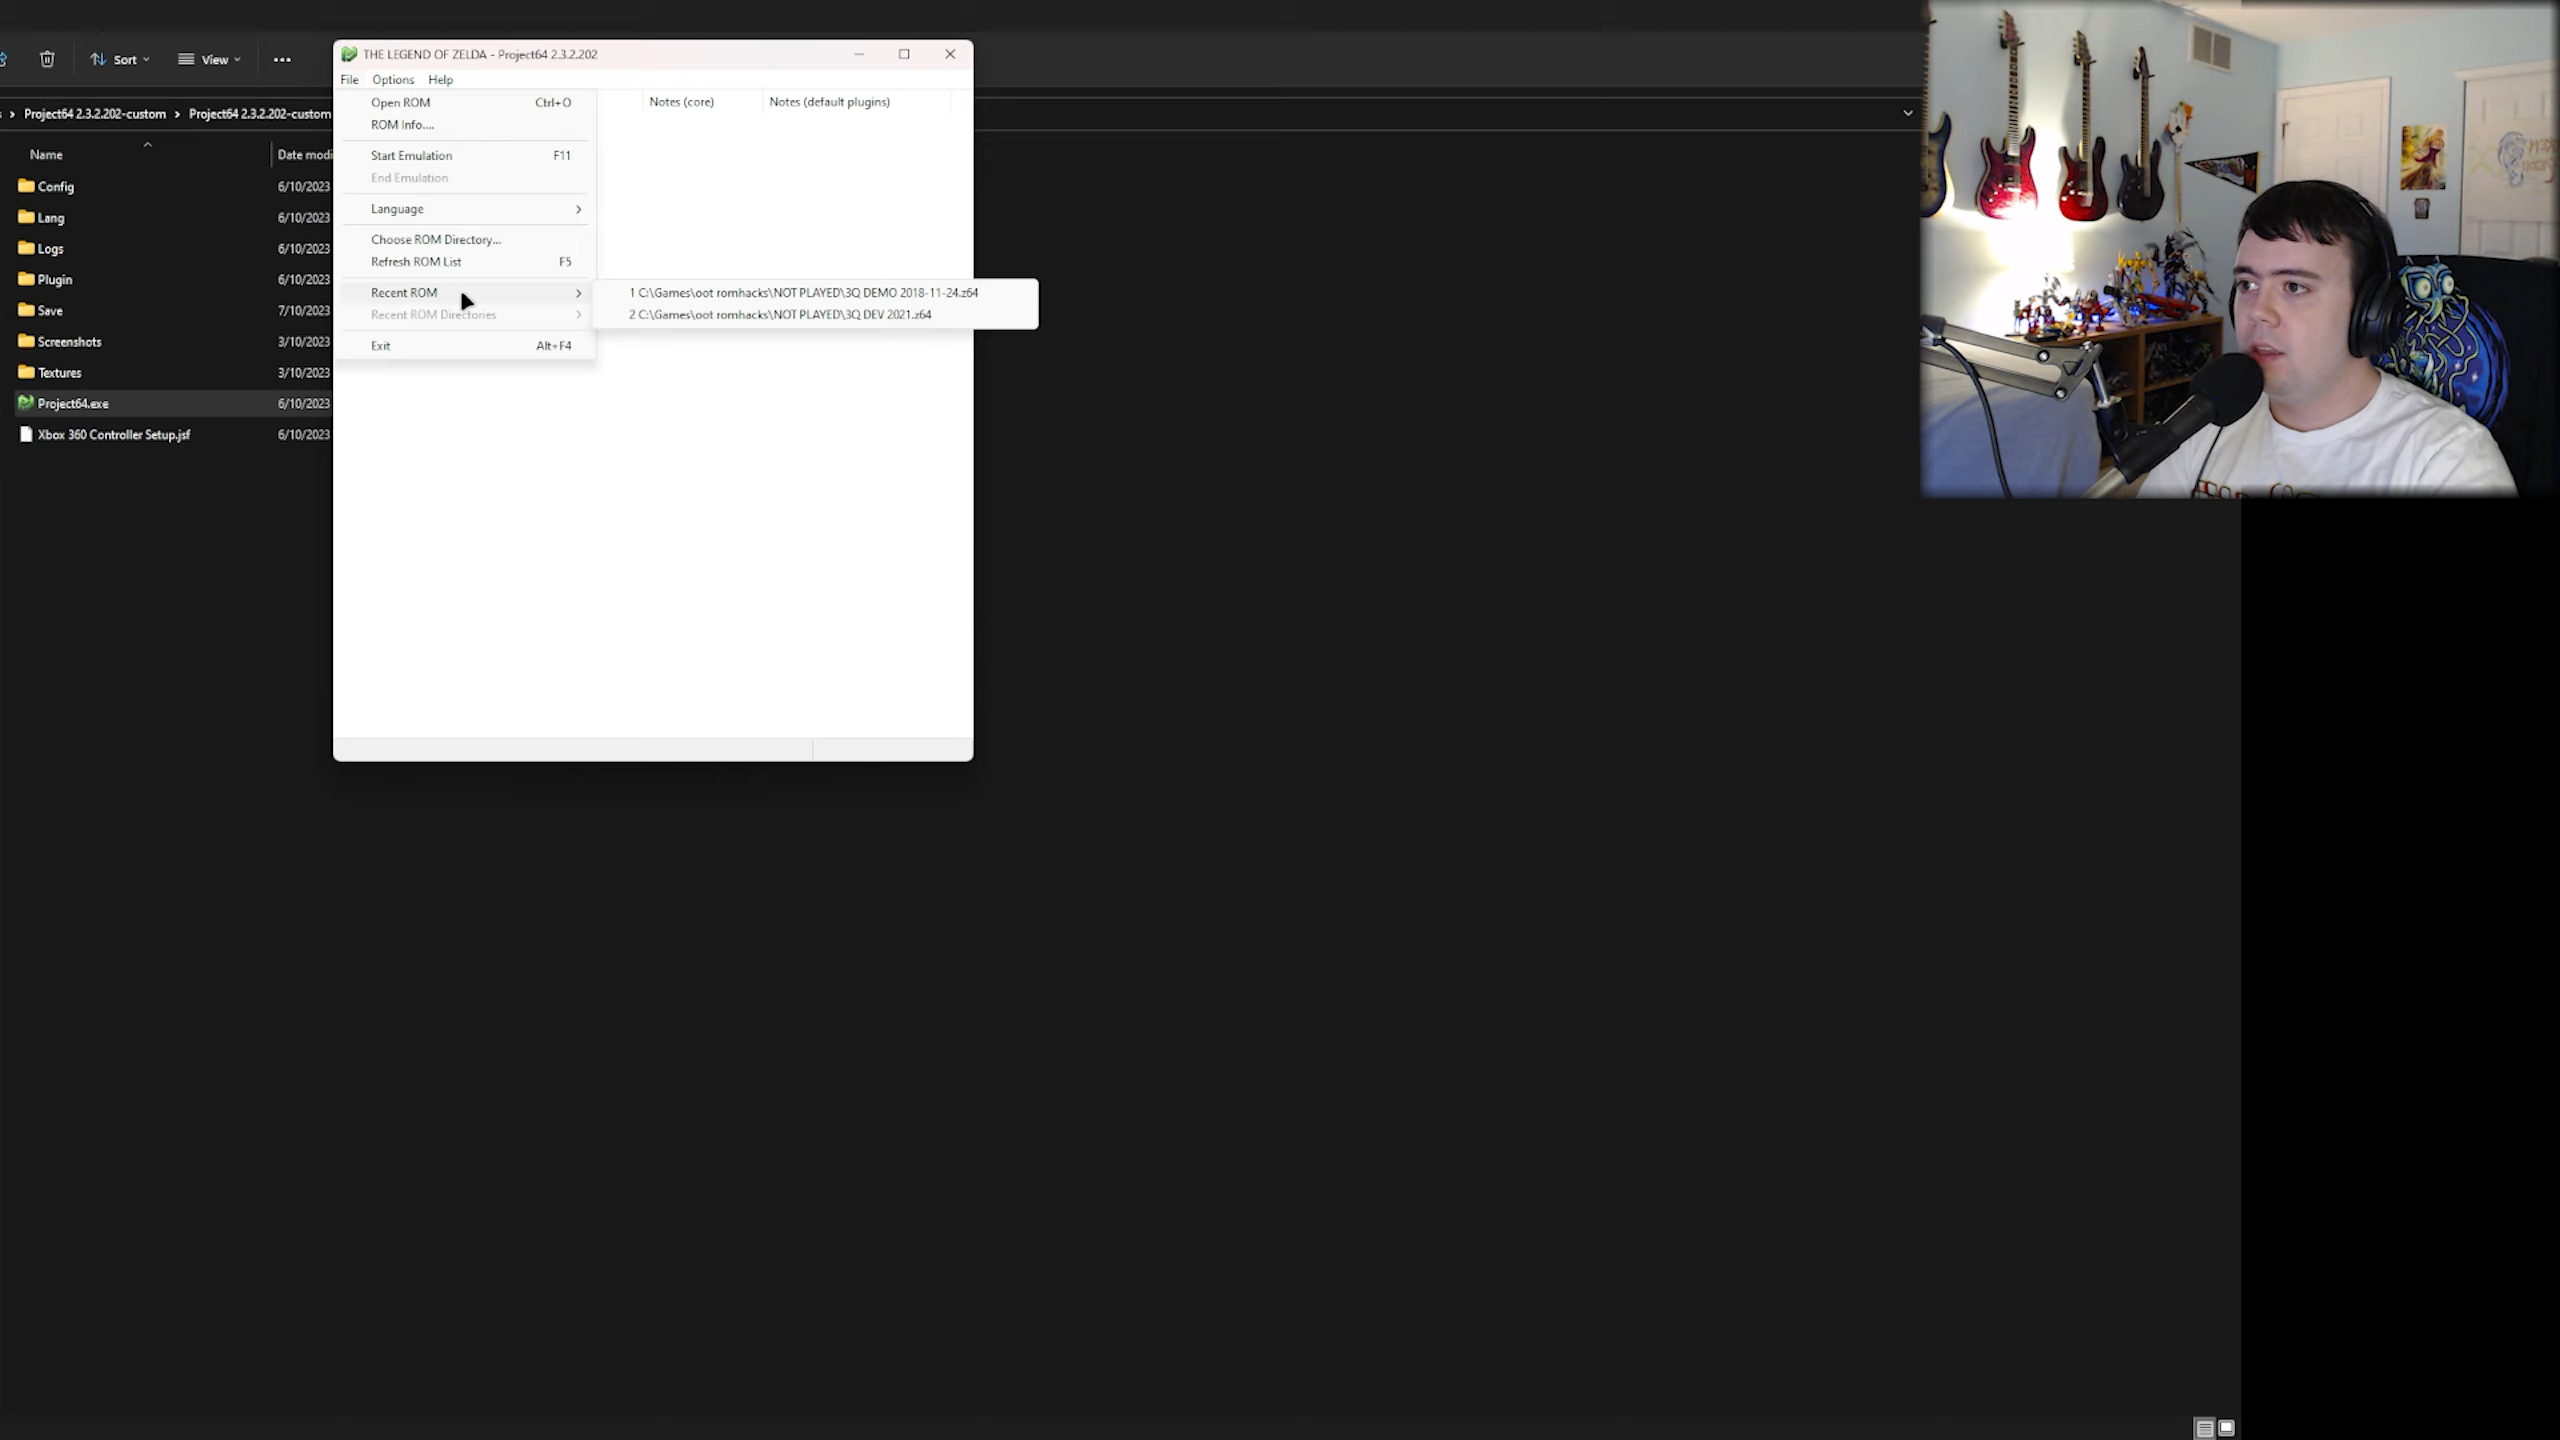 Sort
View
Project64 2.3.2.202-custom > Project64 2.3.2.202-custom
Name
Date modi
Config 6/10/2023
Lang 6/10/2023
Logs 6/10/2023
Plugin 6/10/2023
Save 7/10/2023
Screenshots 3/10/2023
Textures 3/10/2023
Project64.exe 6/10/2023
Xbox 360 Controller Setup.jsf 6/10/2023
THE LEGEND OF ZELDA - Project64 2.3.2.202
File Options Help
Notes (core) Notes (default plugins)
Open ROM Ctrl+O
ROM Info....
Start Emulation F11
End Emulation
Language
Choose ROM Directory...
Refresh ROM List F5
Recent ROM
Recent ROM Directories
Exit Alt+F4
1 C:\Games\oot romhacks\NOT PLAYED\3Q DEMO 2018-11-24.z64
2 C:\Games\oot romhacks\NOT PLAYED\3Q DEV 2021.z64